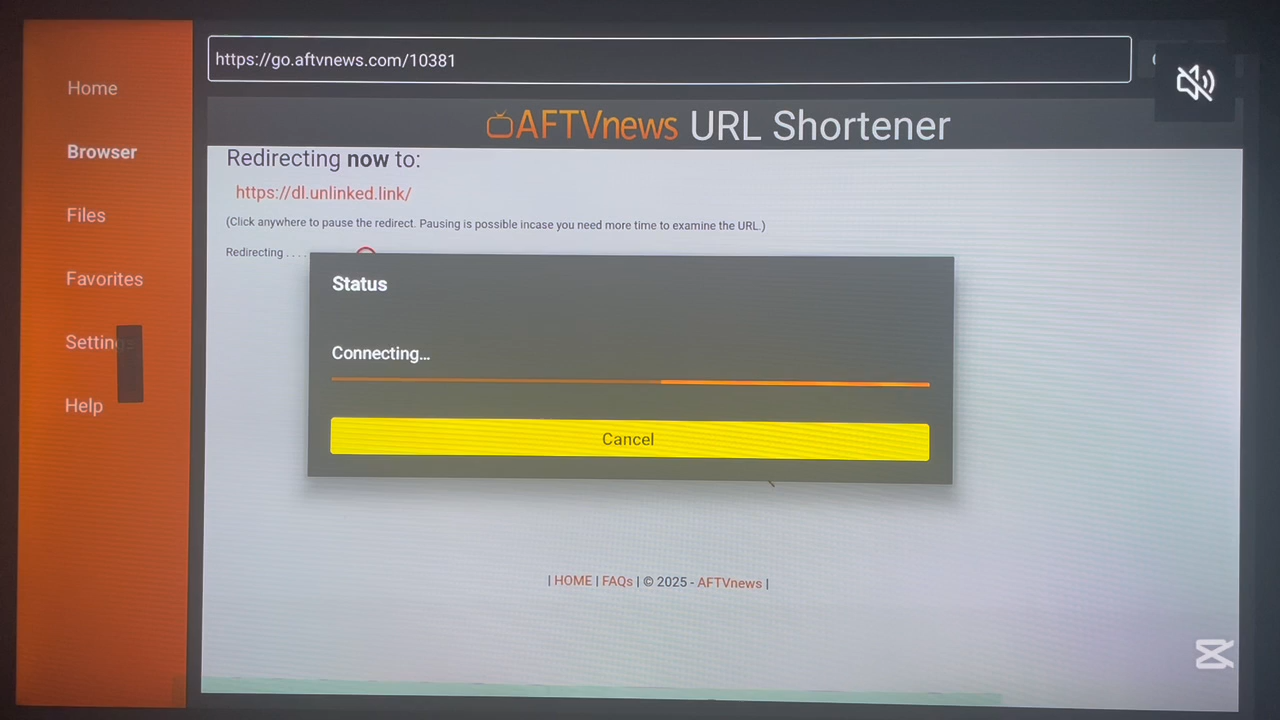 https://go.aftvnews.com/10381
Home
AFTVnews URL Shortener
Browser
Redirecting now to:
https://dl.unlinked.link/
Files
(Click anywhere to pause the redirect. Pausing is possible incase you need more time to examine the URL.)
Redirecting . . . .
Favorites
Status
Settings
Connecting...
Help
Cancel
| HOME | FAQs | © 2025 - AFTVnews |